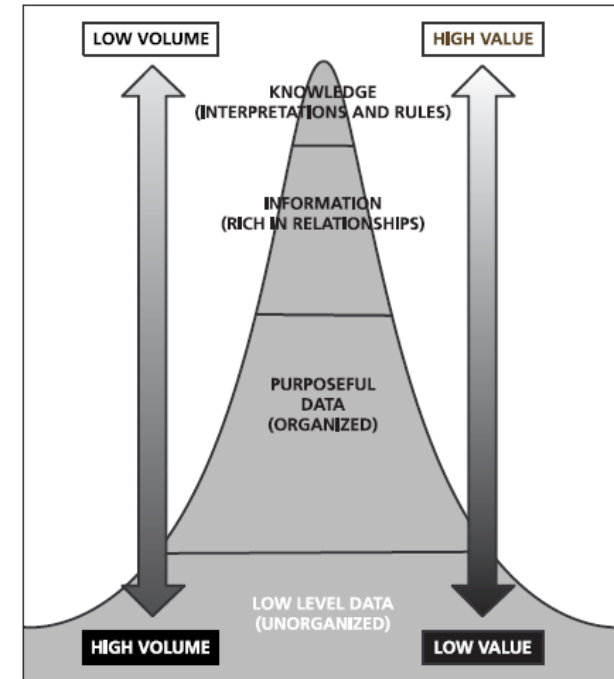 LOW VOLUME
HIGH VALUE
KNOWLEDGE
(INTERPRETATIONS AND RULES)
INFORMATION
(RICH IN RELATIONSHIPS)
PURPOSEFUL
DATA
(ORGANIZED)
LOW LEVEL DATA
(UNORGANIZED)
HIGH VOLUME
LOW VALUE